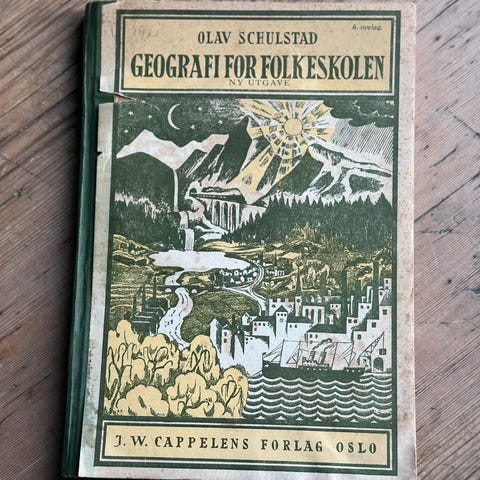 6. opplag.
OLAV SCHULSTAD
GEOGRAFI FOR FOLKESKOLEN
NY UTGAVE
J. W. CAPPELENS FORLAG OSLO